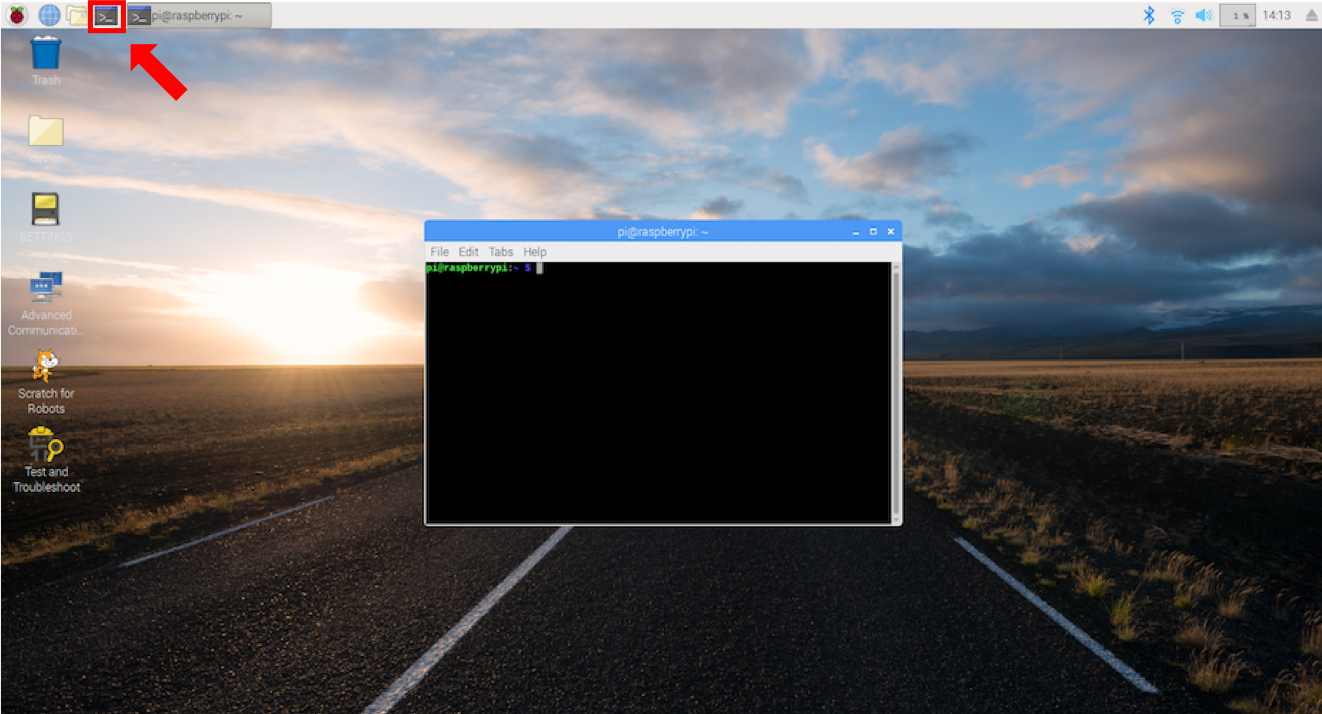 pi@raspberrypi: ~
1 %
14:13
Trash
SETTINGS
Advanced
Communicati...
Scratch for
Robots
Test and
Troubleshoot
pi@raspberrypi: ~
File Edit Tabs Help
pi@raspberrypi:~ $